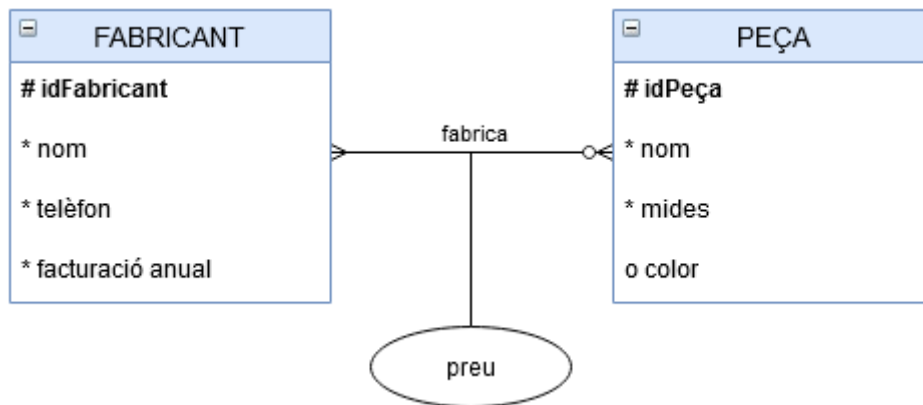 FABRICANT
# idFabricant
* nom
* telèfon
* facturació anual
fabrica
PEÇA
# idPeça
* nom
* mides
o color
preu